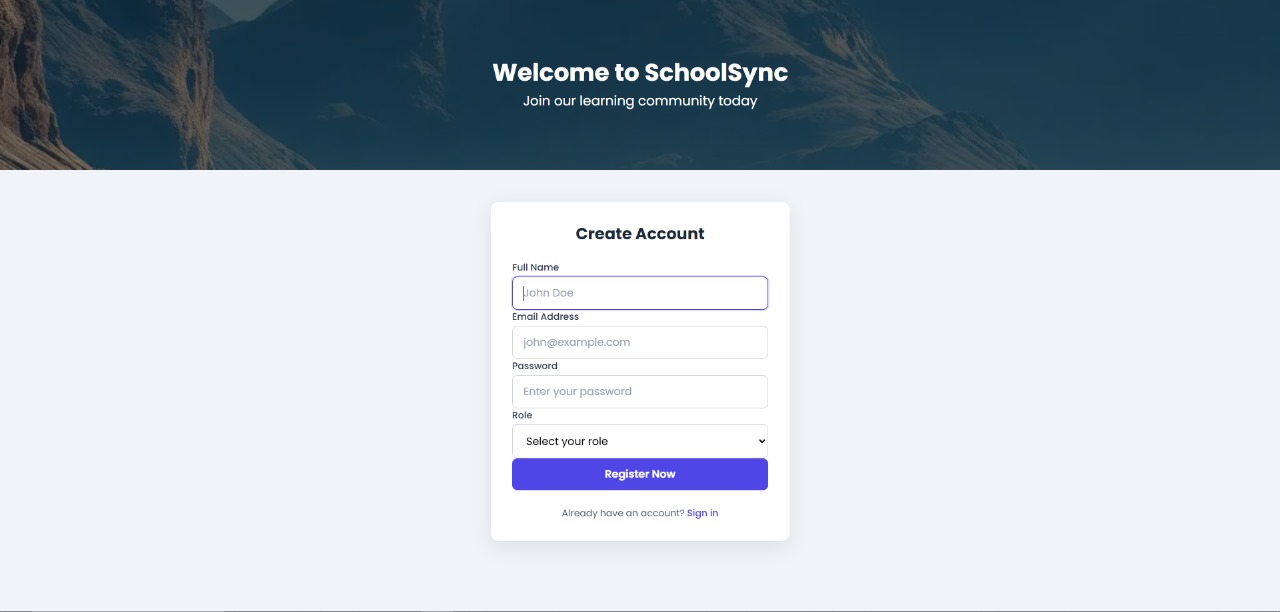 Welcome to SchoolSync
Join our learning community today
Create Account
Full Name
John Doe
Email Address
john@example.com
Password
Enter your password
Role
Select your role
Register Now
Already have an account? Sign in